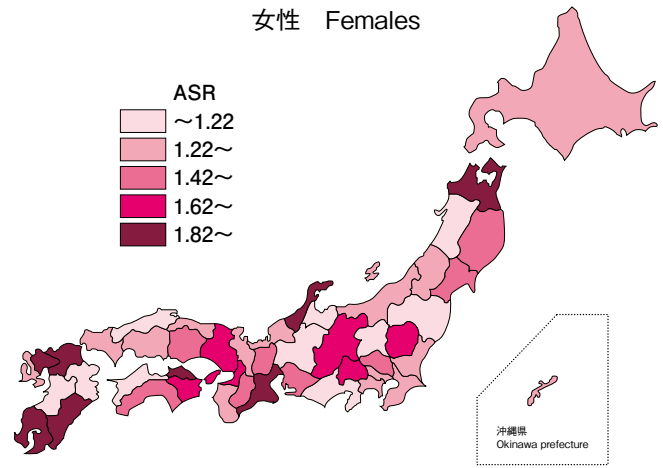 女性 Females
ASR
～1.22
1.22～
1.42～
1.62～
1.82～
沖縄県
Okinawa prefecture